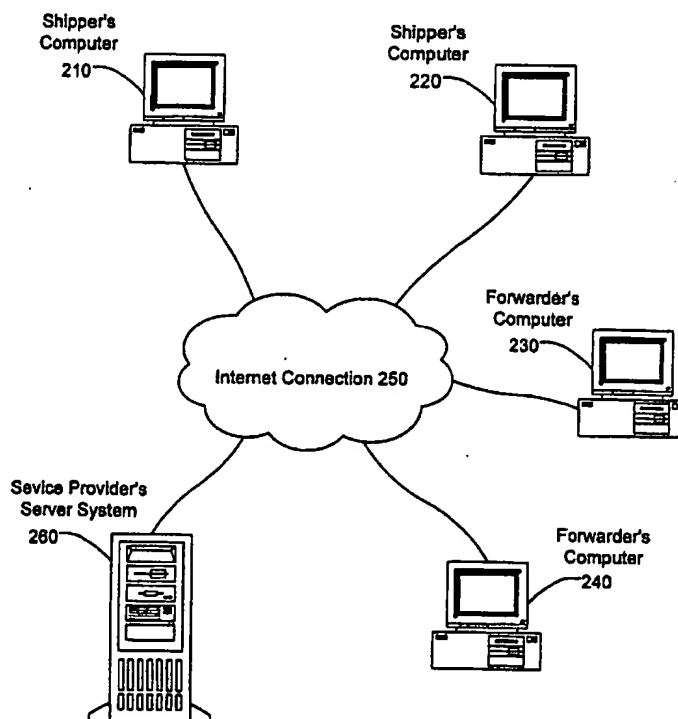 Shipper's
Computer
210
Shipper's
Computer
220
Forwarder's
Computer
230
Internet Connection 250
Sevice Provider's
Server System
260
Forwarder's
Computer
240